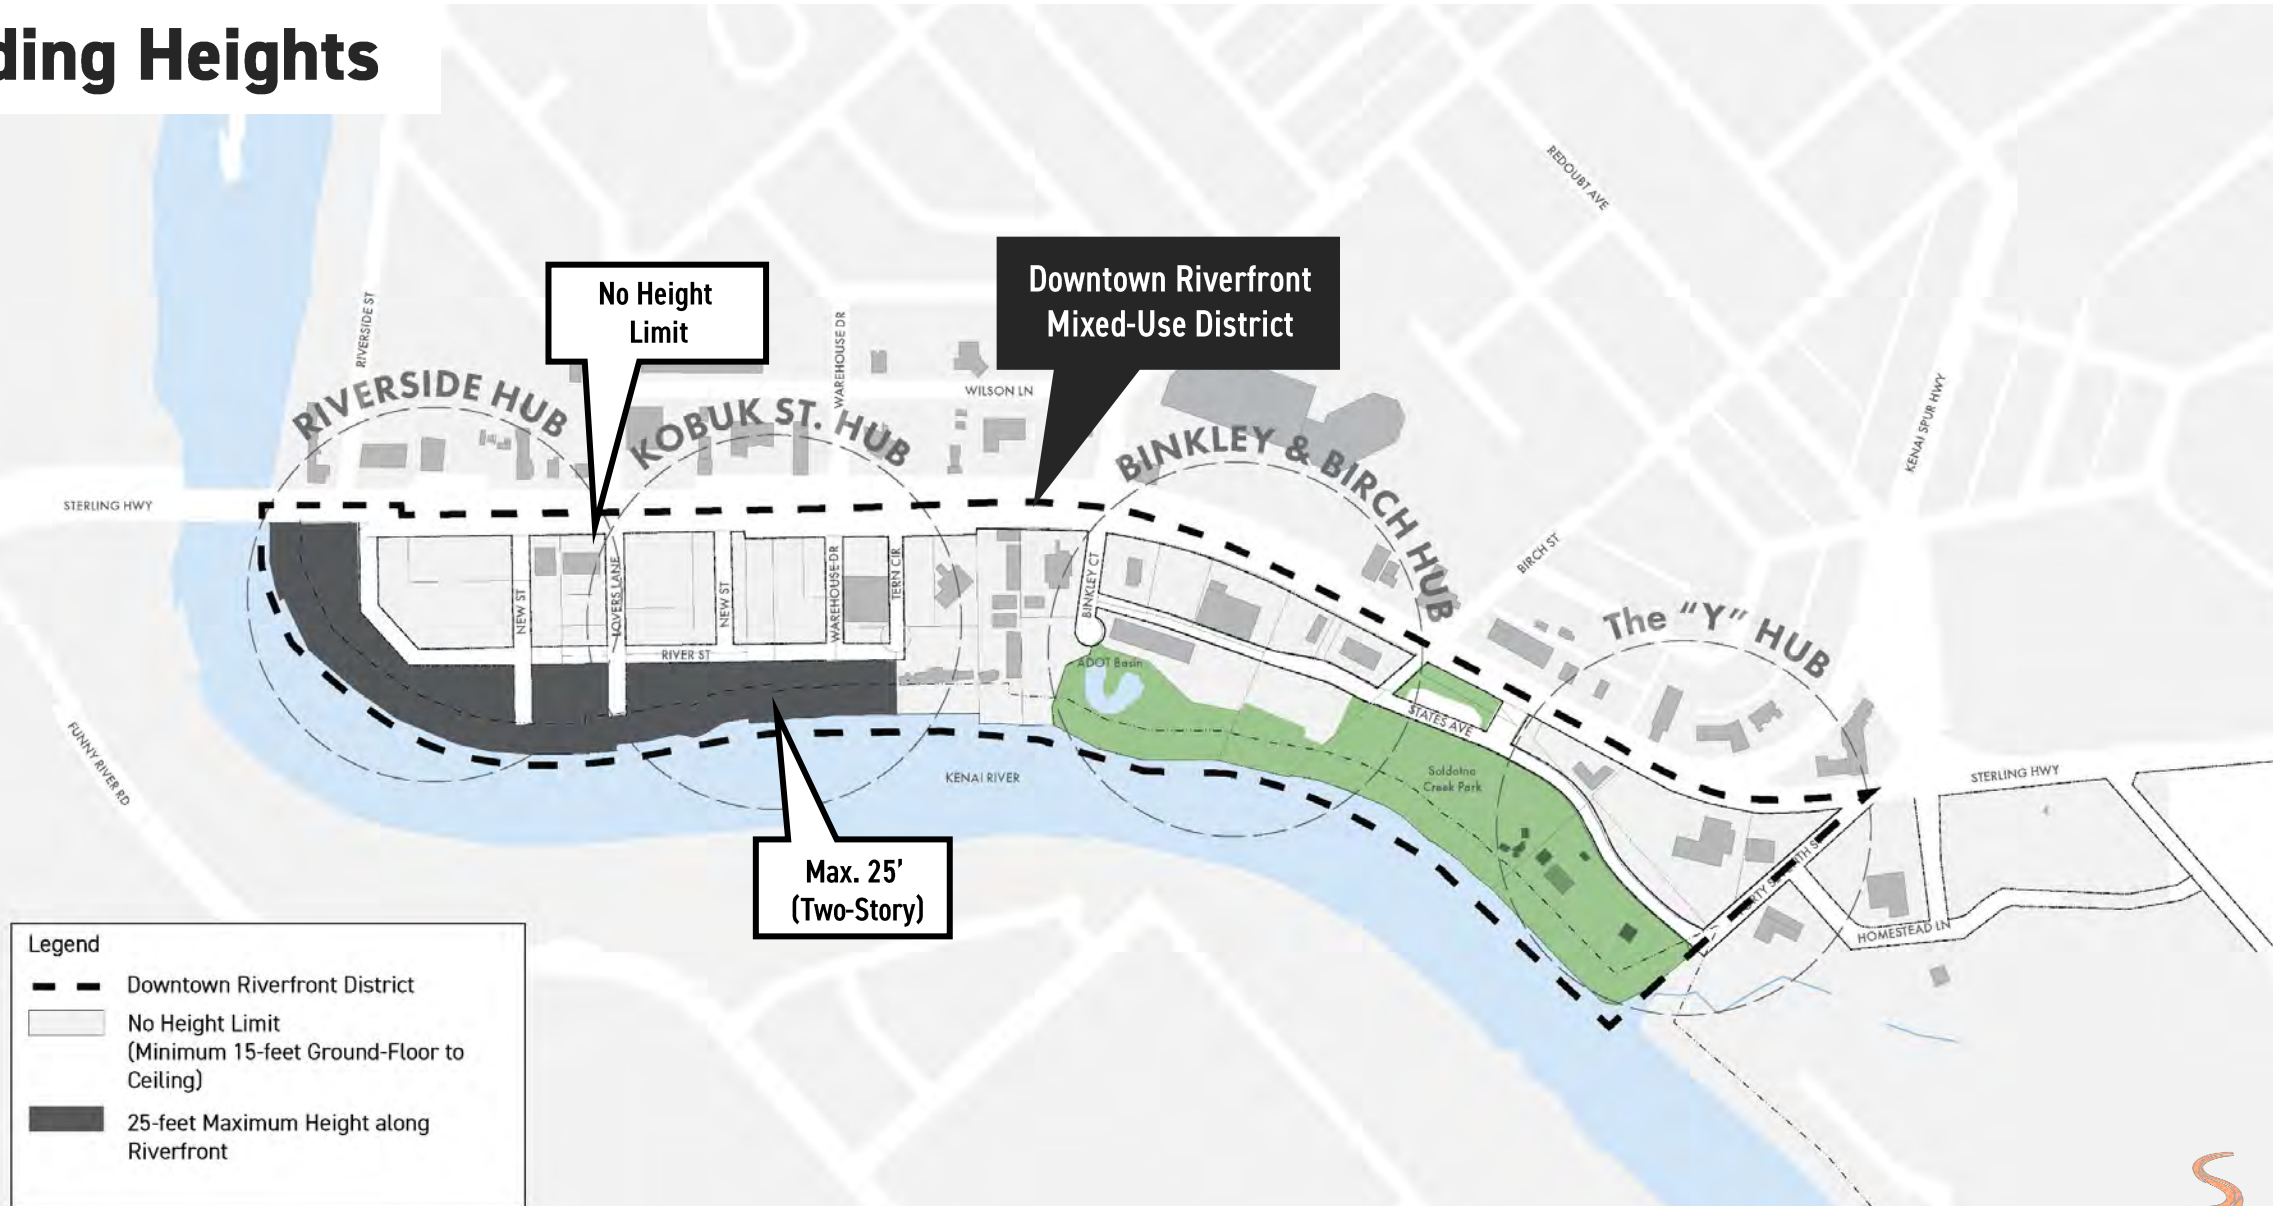 ding Heights
REDOUBT AVE
No Height
Limit
Downtown Riverfront
Mixed-Use District
RIVERSIDE ST
WAREHOUSE DR
WILSON LN
KENAI SPUR HWY
RIVERSIDE HUB
KOBUK ST. HUB
BINKLEY & BIRCH HUB
STERLING HWY
BIRCH ST
The “Y” HUB
NEW ST
LOVERS LANE
NEW ST
WAREHOUSE DR
TERN CIR
BINKLEY CT
RIVER ST
ADOT Basin
STATES AVE
FUNNY RIVER RD
KENAI RIVER
Soldotna
Creek Park
STERLING HWY
Max. 25’
(Two-Story)
HOMESTEAD LN
Legend
Downtown Riverfront District
No Height Limit
(Minimum 15-feet Ground-Floor to
Ceiling)
25-feet Maximum Height along
Riverfront